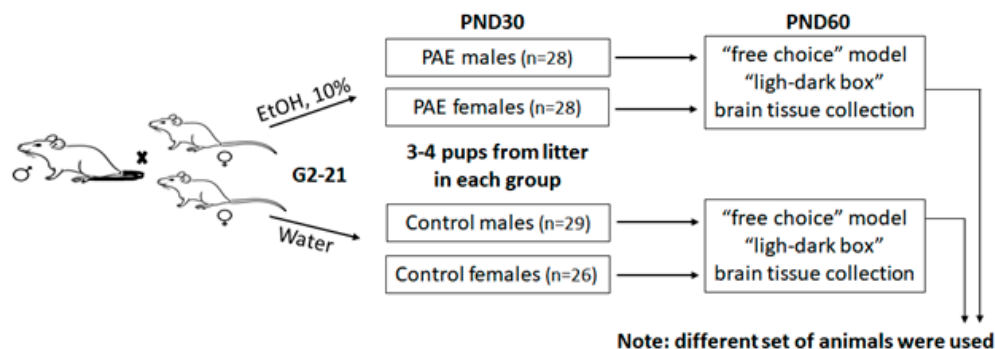 PND30
PND60
PAE males (n=28)
"free choice" model
"ligh-dark box"
brain tissue collection
EtOH, 10%
PAE females (n=28)
x
♂
♀
G2-21
3-4 pups from litter
in each group
♀
Water
Control males (n=29)
"free choice" model
"ligh-dark box"
brain tissue collection
Control females (n=26)
Note: different set of animals were used